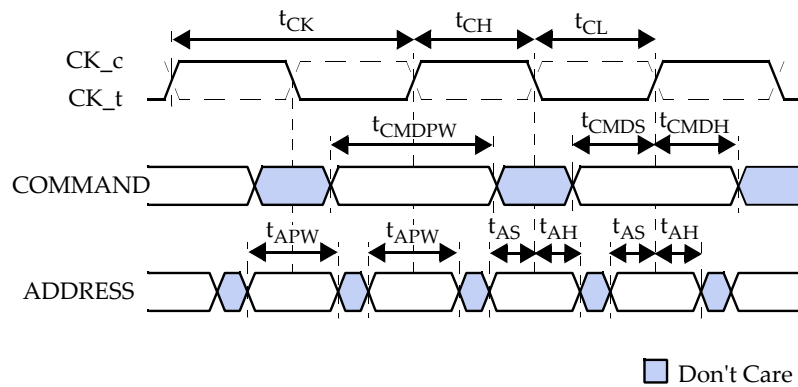 tCK tCH tCL
CK_c
CK_t
tCMDPW tCMDS tCMDH
COMMAND
tAPW tAPW tAS tAH tAS tAH
ADDRESS
Don't Care